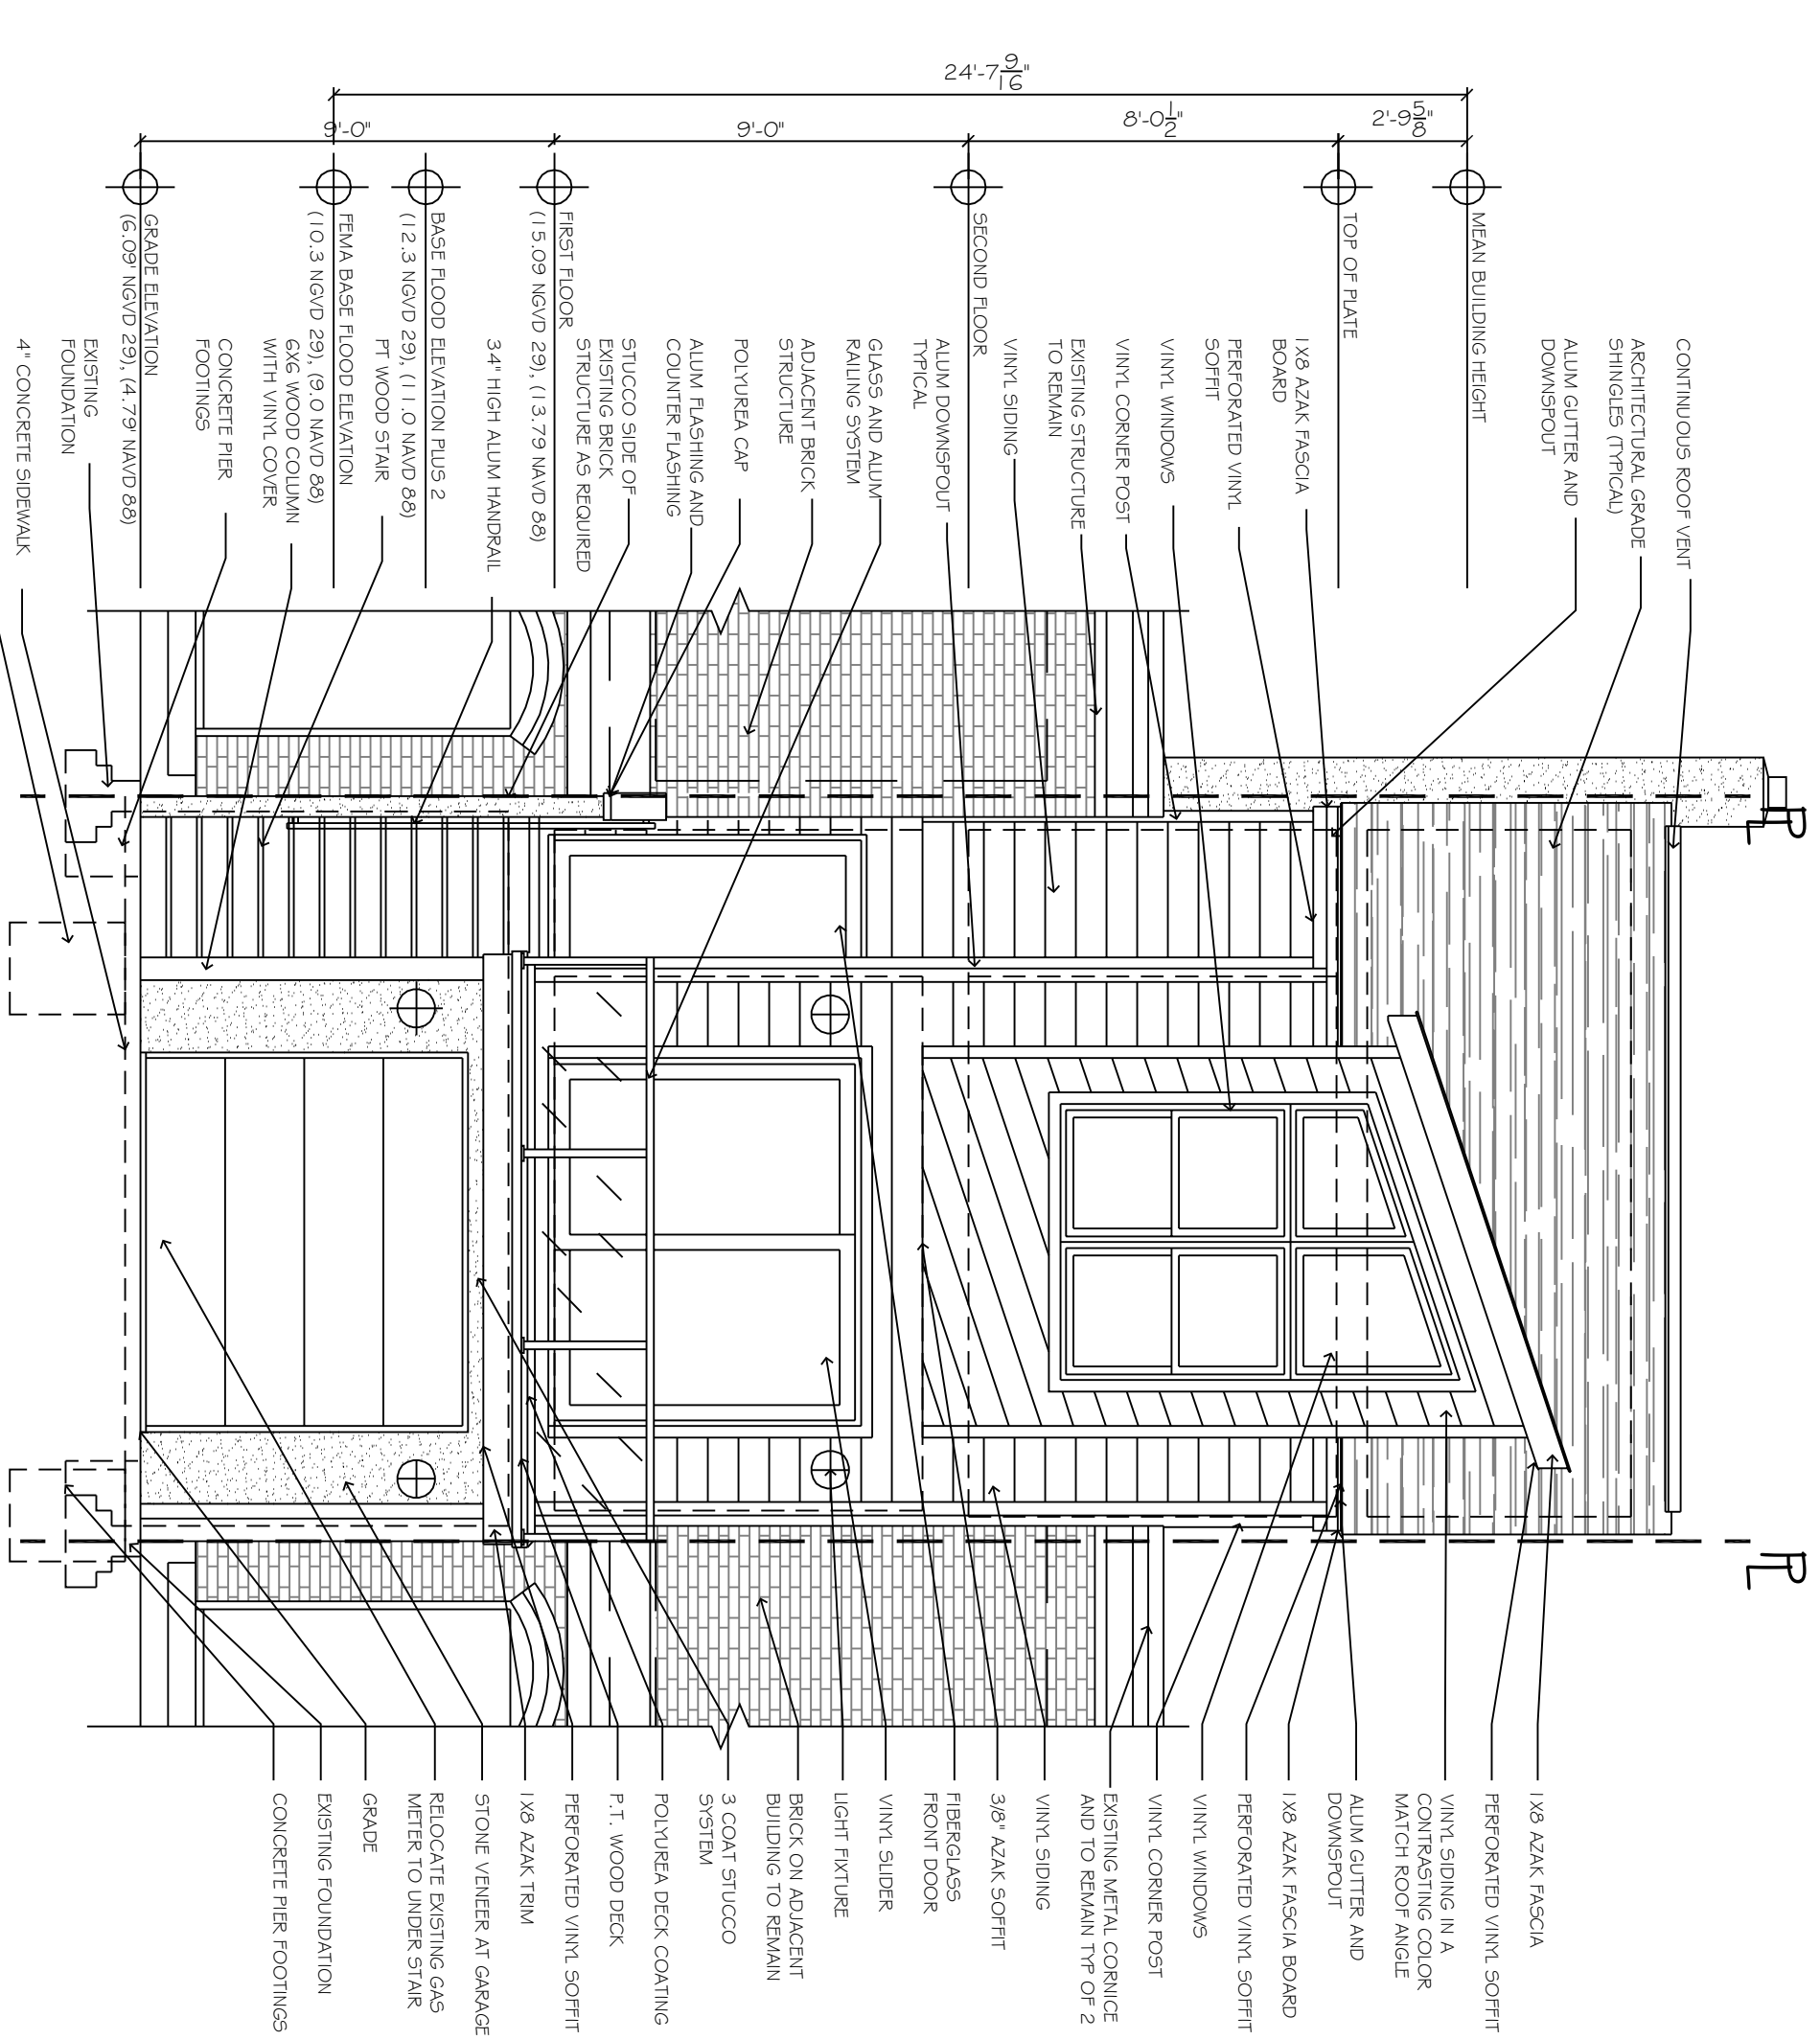 24'-7 9/16"
2'-9 5/8"
8'-0 1/2"
9'-0"
9'-0"
MEAN BUILDING HEIGHT
TOP OF PLATE
SECOND FLOOR
FIRST FLOOR
(15.09 NGVD 29), (13.79 NAVD 88)
BASE FLOOD ELEVATION PLUS 2
(12.3 NGVD 29), (11.0 NAVD 88)
FEMA BASE FLOOD ELEVATION
(10.3 NGVD 29), (9.0 NAVD 88)
GRADE ELEVATION
(6.09' NGVD 29), (4.79' NAVD 88)
CONTINUOUS ROOF VENT
ARCHITECTURAL GRADE
SHINGLES (TYPICAL)
ALUM GUTTER AND
DOWNSPOUT
1X8 AZAK FASCIA
BOARD
PERFORATED VINYL
SOFFIT
VINYL WINDOWS
VINYL CORNER POST
EXISTING STRUCTURE
TO REMAIN
VINYL SIDING
ALUM DOWNSPOUT
TYPICAL
GLASS AND ALUM
RAILING SYSTEM
ADJACENT BRICK
STRUCTURE
POLYUREA CAP
ALUM FLASHING AND
COUNTER FLASHING
STUCCO SIDE OF
EXISTING BRICK
STRUCTURE AS REQUIRED
34" HIGH ALUM HANDRAIL
PT WOOD STAIR
6X6 WOOD COLUMN
WITH VINYL COVER
CONCRETE PIER
FOOTINGS
EXISTING
FOUNDATION
4" CONCRETE SIDEWALK
PL
PL
1X8 AZAK FASCIA
PERFORATED VINYL SOFFIT
VINYL SIDING IN A
CONTRASTING COLOR
MATCH ROOF ANGLE
ALUM GUTTER AND
DOWNSPOUT
1X8 AZAK FASCIA BOARD
PERFORATED VINYL SOFFIT
VINYL WINDOWS
VINYL CORNER POST
EXISTING METAL CORNICE
AND TO REMAIN TYP OF 2
VINYL SIDING
3/8" AZAK SOFFIT
FIBERGLASS
FRONT DOOR
VINYL SLIDER
LIGHT FIXTURE
BRICK ON ADJACENT
BUILDING TO REMAIN
3 COAT STUCCO
SYSTEM
POLYUREA DECK COATING
P.T. WOOD DECK
PERFORATED VINYL SOFFIT
1X8 AZAK TRIM
STONE VENEER AT GARAGE
RELOCATE EXISTING GAS
METER TO UNDER STAIR
GRADE
EXISTING FOUNDATION
CONCRETE PIER FOOTINGS